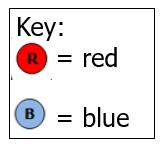 Key:
R = red
B = blue